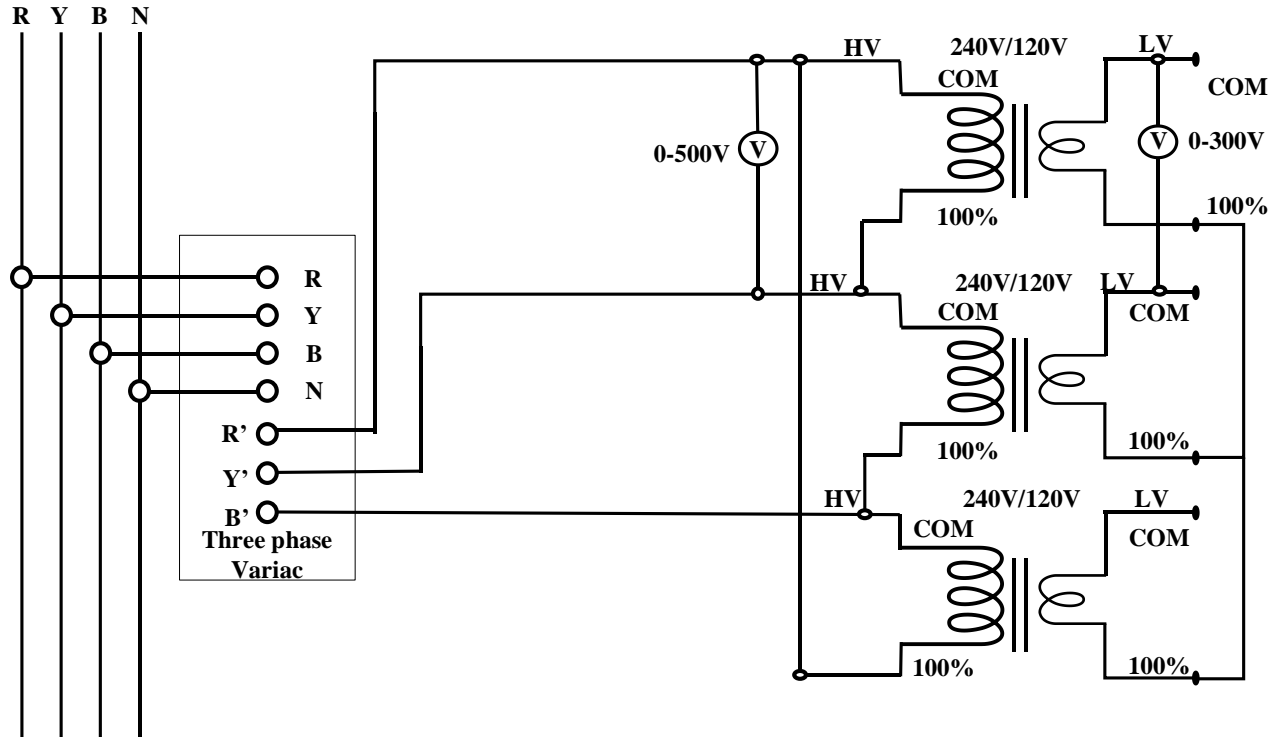 R Y B N
HV 240V/120V LV
COM COM
0-500V V V 0-300V
100% 100%
R HV 240V/120V LV
Y COM COM
B
N
R' 100% 100%
Y' HV 240V/120V LV
B' COM COM
Three phase
Variac
100% 100%